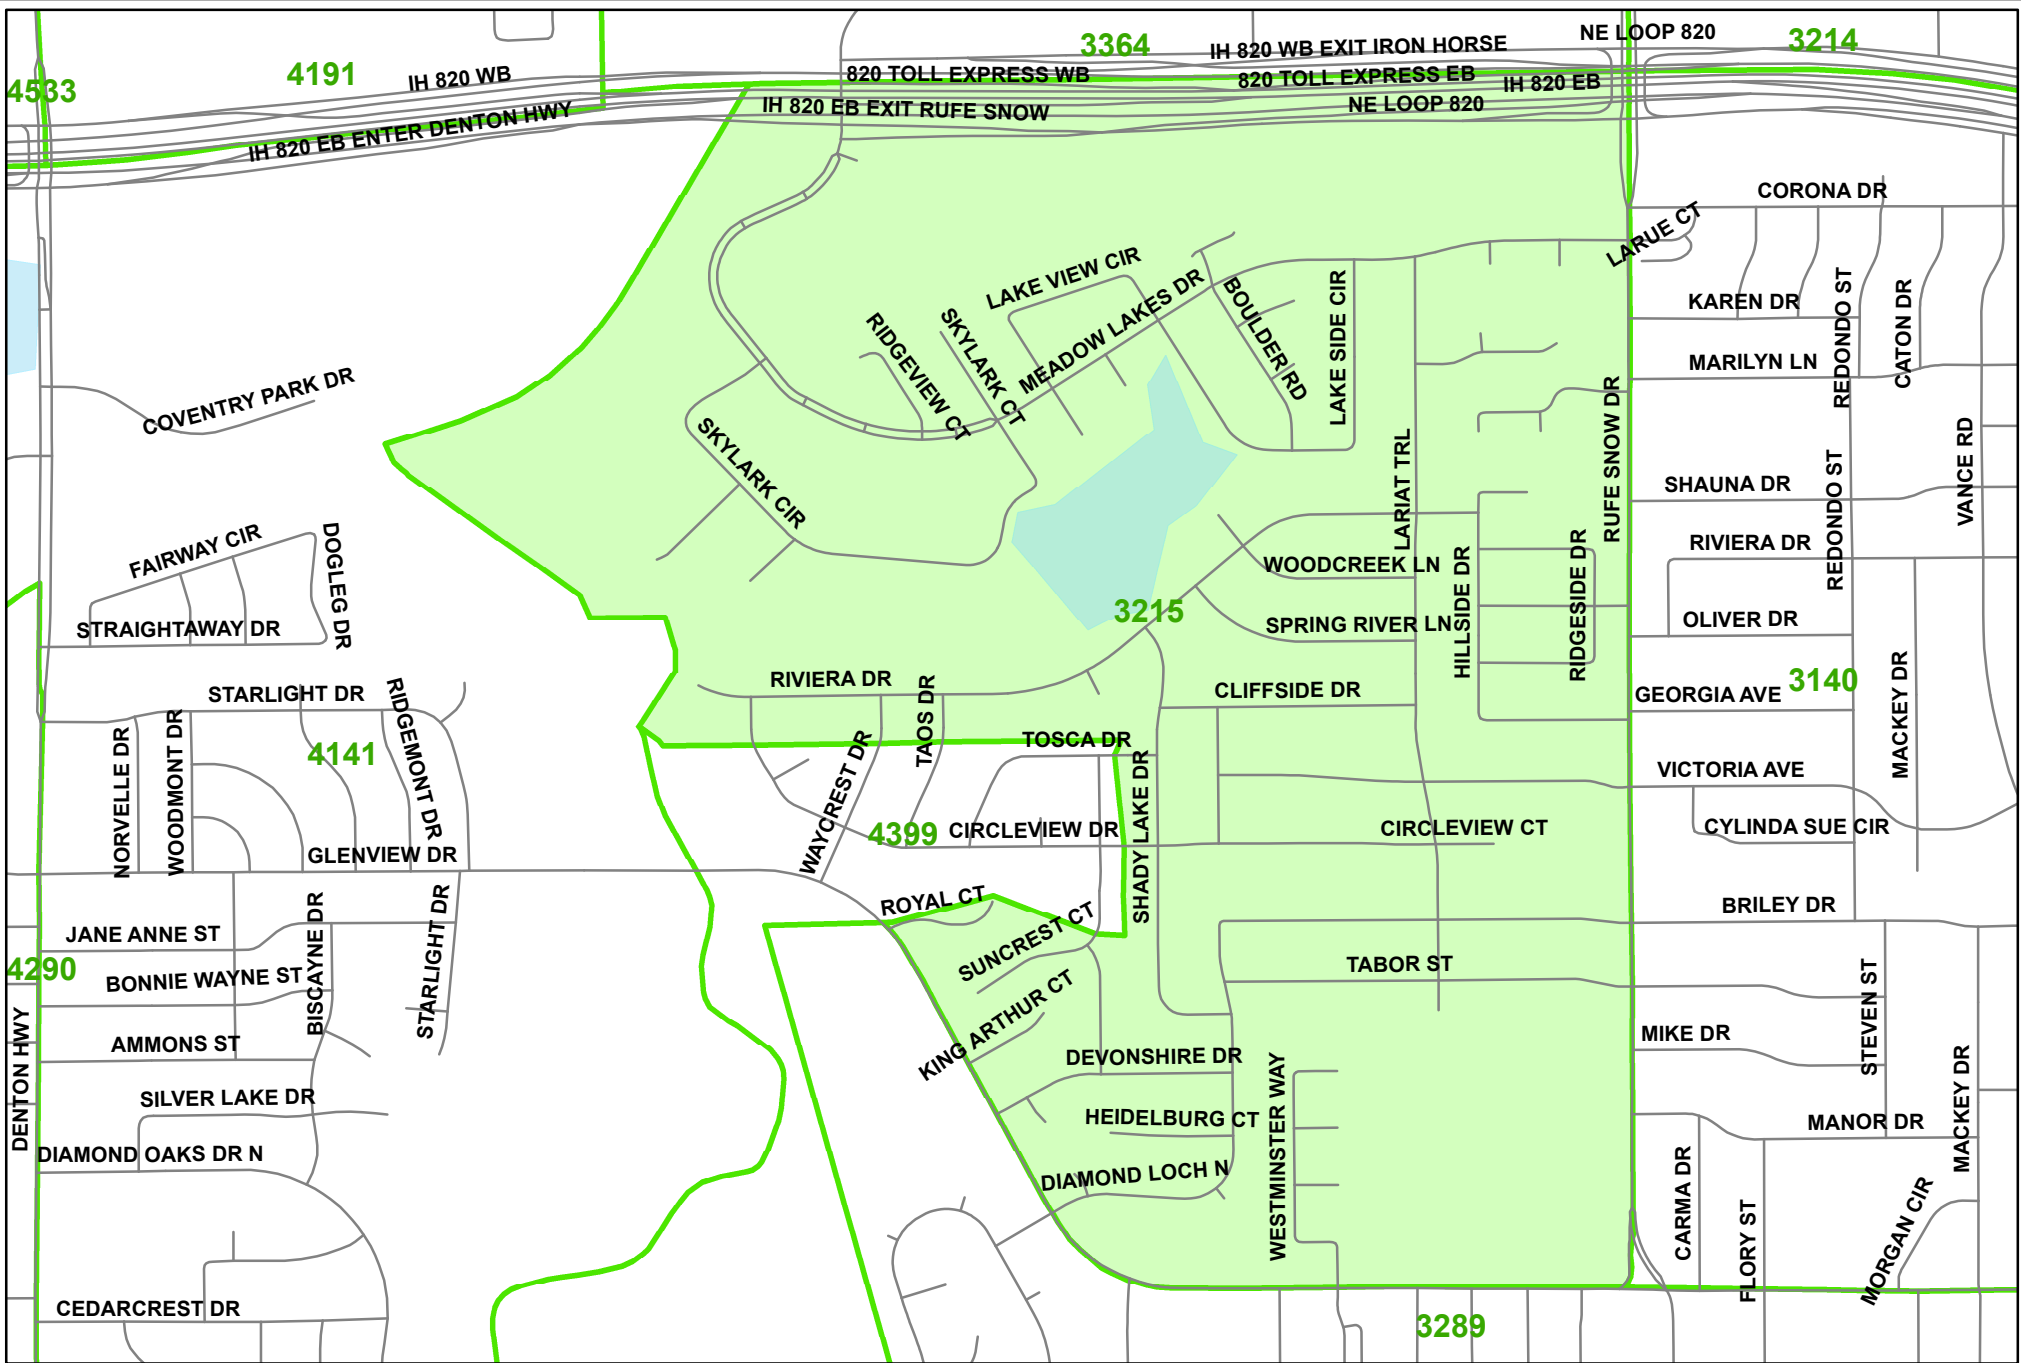 NE LOOP 820
3364
IH 820 WB EXIT IRON HORSE
3214
4191
IH 820 WB
820 TOLL EXPRESS WB
820 TOLL EXPRESS EB
IH 820 EB
4533
IH 820 EB EXIT RUFE SNOW
NE LOOP 820
IH 820 EB ENTER DENTON HWY
CORONA DR
LARUE CT
LAKE VIEW CIR
MEADOW LAKES DR
BOULDER RD
LAKE SIDE CIR
KAREN DR
REDONDO ST
CATON DR
RIDGEVIEW CT
SKYLARK CT
MARILYN LN
REDONDO ST
COVENTRY PARK DR
SKYLARK CIR
LARIAT TRL
RUFE SNOW DR
VANCE RD
SHAUNA DR
REDONDO ST
FAIRWAY CIR
DOGLEG DR
RIVIERA DR
WOODCREEK LN
HILLSIDE DR
RIDGESIDE DR
3215
SPRING RIVER LN
OLIVER DR
STRAIGHTAWAY DR
RIVIERA DR
TAOS DR
CLIFFSIDE DR
GEORGIA AVE
3140
MACKEY DR
STARLIGHT DR
RIDGEMONT DR
NORVELLE DR
WOODMONT DR
4141
TOSCA DR
WAYCREST DR
SHADY LAKE DR
VICTORIA AVE
4399
CIRCLEVIEW DR
CIRCLEVIEW CT
CYLINDA SUE CIR
GLENVIEW DR
ROYAL CT
BRILEY DR
JANE ANNE ST
BISCAYNE DR
STARLIGHT DR
SUNCREST CT
TABOR ST
4290
BONNIE WAYNE ST
KING ARTHUR CT
STEVEN ST
AMMONS ST
MIKE DR
DENTON HWY
DEVONSHIRE DR
WESTMINSTER WAY
MACKEY DR
SILVER LAKE DR
HEIDELBURG CT
MANOR DR
DIAMOND OAKS DR N
DIAMOND LOCH N
CARMA DR
FLORY ST
MORGAN CIR
CEDARCREST DR
3289